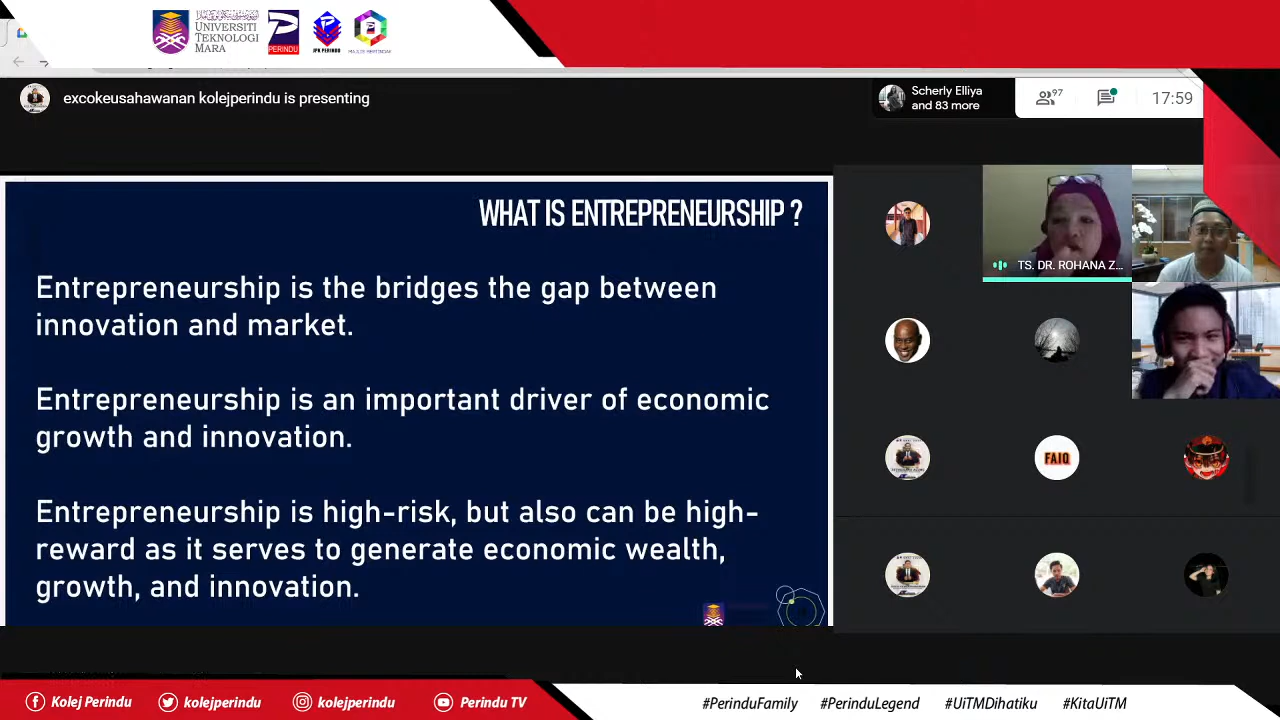 UNIVERSITI
TEKNOLOGI
MARA
PERINDU
JPK PERINDU
excokeusahawanan kolejperindu is presenting
Scherly Elliya
and 83 more
97
17:59
WHAT IS ENTREPRENEURSHIP ?
Entrepreneurship is the bridges the gap between
innovation and market.
Entrepreneurship is an important driver of economic
growth and innovation.
Entrepreneurship is high-risk, but also can be high-
reward as it serves to generate economic wealth,
growth, and innovation.
TS. DR. ROHANA Z...
FAIQ
Kolej Perindu
kolejperindu
kolejperindu
Perindu TV
#PerinduFamily
#PerinduLegend
#UiTMDihatiku
#KitaUiTM